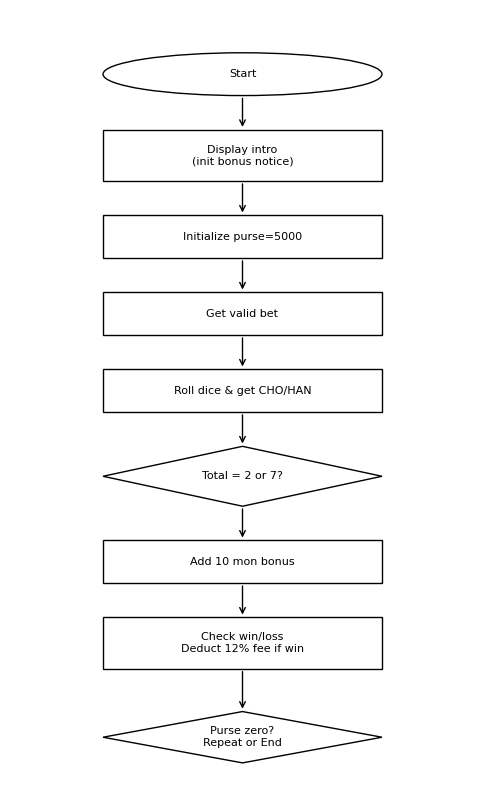 Start
Display intro
(init bonus notice)
Initialize purse=5000
Get valid bet
Roll dice & get CHO/HAN
Total = 2 or 7?
Add 10 mon bonus
Check win/loss
Deduct 12% fee if win
Purse zero?
Repeat or End